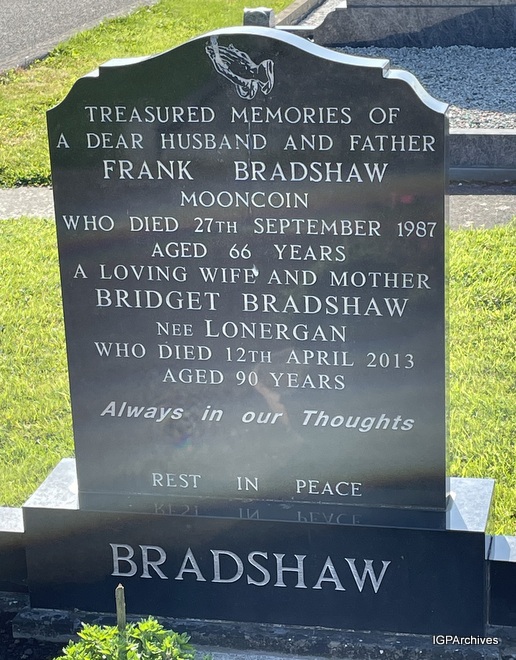 TREASURED MEMORIES OF
A DEAR HUSBAND AND FATHER
FRANK BRADSHAW
MOONCOIN
WHO DIED 27TH SEPTEMBER 1987
AGED 66 YEARS
A LOVING WIFE AND MOTHER
BRIDGET BRADSHAW
NEE LONERGAN
WHO DIED 12TH APRIL 2013
AGED 90 YEARS
Always in our Thoughts
REST IN PEACE
BRADSHAW
IGPArchives